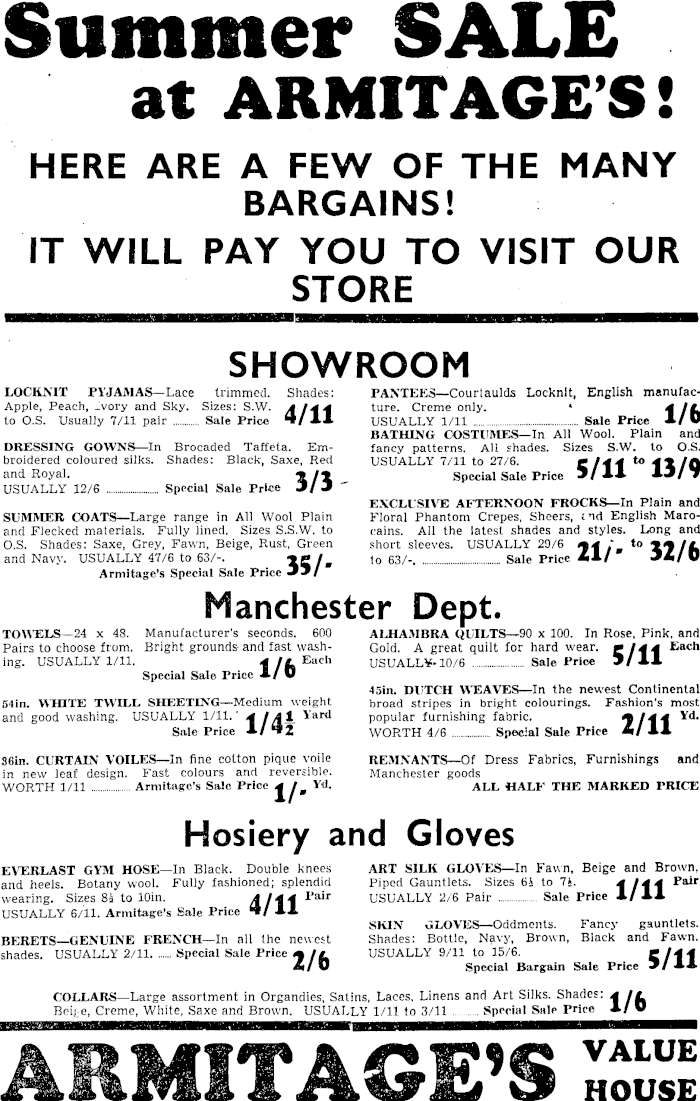 Summer SALE
at ARMITAGE'S!
HERE ARE A FEW OF THE MANY
BARGAINS!
IT WILL PAY YOU TO VISIT OUR
STORE
SHOWROOM
LOCKNIT PYJAMAS—Lace trimmed. Shades:
Apple, Peach, Ivory and Sky. Sizes: S.W.
to O.S. Usually 7/11 pair ......... Sale Price 4/11
DRESSING GOWNS—In Brocaded Taffeta. Em-
broidered coloured silks. Shades: Black, Saxe, Red
and Royal.
USUALLY 12/6 .................. Special Sale Price 3/3
SUMMER COATS—Large range in All Wool Plain
and Flecked materials. Fully lined. Sizes S.S.W. to
O.S. Shades: Saxe, Grey, Fawn, Beige, Rust, Green
and Navy. USUALLY 47/6 to 63/-.
Armitage's Special Sale Price 35/-
PANTEES—Courtaulds Locknit, English manufac-
ture. Creme only.
USUALLY 1/11 .................. Sale Price 1/6
BATHING COSTUMES—In All Wool. Plain and
fancy patterns. All shades. Sizes S.W. to O.S.
USUALLY 7/11 to 27/6.
Special Sale Price 5/11 to 13/9
EXCLUSIVE AFTERNOON FROCKS—In Plain and
Floral Phantom Crepes, Sheers, and English Maro-
cains. All the latest shades and styles. Long and
short sleeves. USUALLY 29/6
to 63/-. .................. Sale Price 21/- to 32/6
Manchester Dept.
TOWELS—24 x 48. Manufacturer's seconds. 600
Pairs to choose from. Bright grounds and fast wash-
ing. USUALLY 1/11.
Special Sale Price 1/6 Each
54in. WHITE TWILL SHEETING—Medium weight
and good washing. USUALLY 1/11.
Sale Price 1/4½ Yard
36in. CURTAIN VOILES—In fine cotton pique voile
in new leaf design. Fast colours and reversible.
WORTH 1/11 ............ Armitage's Sale Price 1/- Yd.
ALHAMBRA QUILTS—90 x 100. In Rose, Pink, and
Gold. A great quilt for hard wear.
USUALLY 10/6 .................. Sale Price 5/11 Each
45in. DUTCH WEAVES—In the newest Continental
broad stripes in bright colourings. Fashion's most
popular furnishing fabric.
WORTH 4/6 ............ Special Sale Price 2/11 Yd.
REMNANTS—Of Dress Fabrics, Furnishings and
Manchester goods
ALL HALF THE MARKED PRICE
Hosiery and Gloves
EVERLAST GYM HOSE—In Black. Double knees
and heels. Botany wool. Fully fashioned; splendid
wearing. Sizes 8½ to 10in.
USUALLY 6/11. Armitage's Sale Price 4/11 Pair
BERETS—GENUINE FRENCH—In all the newest
shades. USUALLY 2/11. ..... Special Sale Price 2/6
ART SILK GLOVES—In Fawn, Beige and Brown.
Piped Gauntlets. Sizes 6½ to 7½.
USUALLY 2/6 Pair ............ Sale Price 1/11 Pair
SKIN GLOVES—Oddments. Fancy gauntlets.
Shades: Bottle, Navy, Brown, Black and Fawn.
USUALLY 9/11 to 15/6.
Special Bargain Sale Price 5/11
COLLARS—Large assortment in Organdies, Satins, Laces, Linens and Art Silks. Shades:
Beige, Creme, White, Saxe and Brown. USUALLY 1/11 to 3/11 ......... Special Sale Price 1/6
ARMITAGE'S VALUE
HOUSE